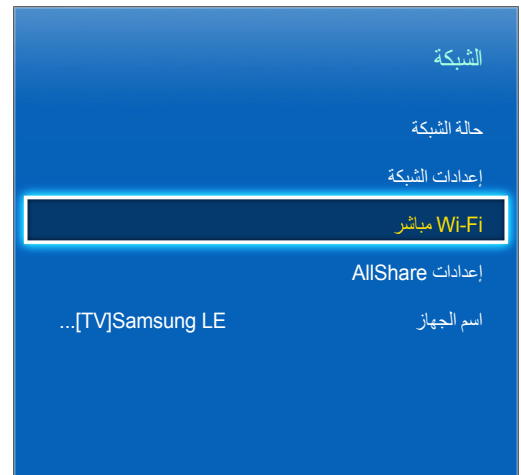 الشبكة
حالة الشبكة
إعدادات الشبكة
Wi-Fi مباشر
إعدادات AllShare
اسم الجهاز ...[TV]Samsung LE